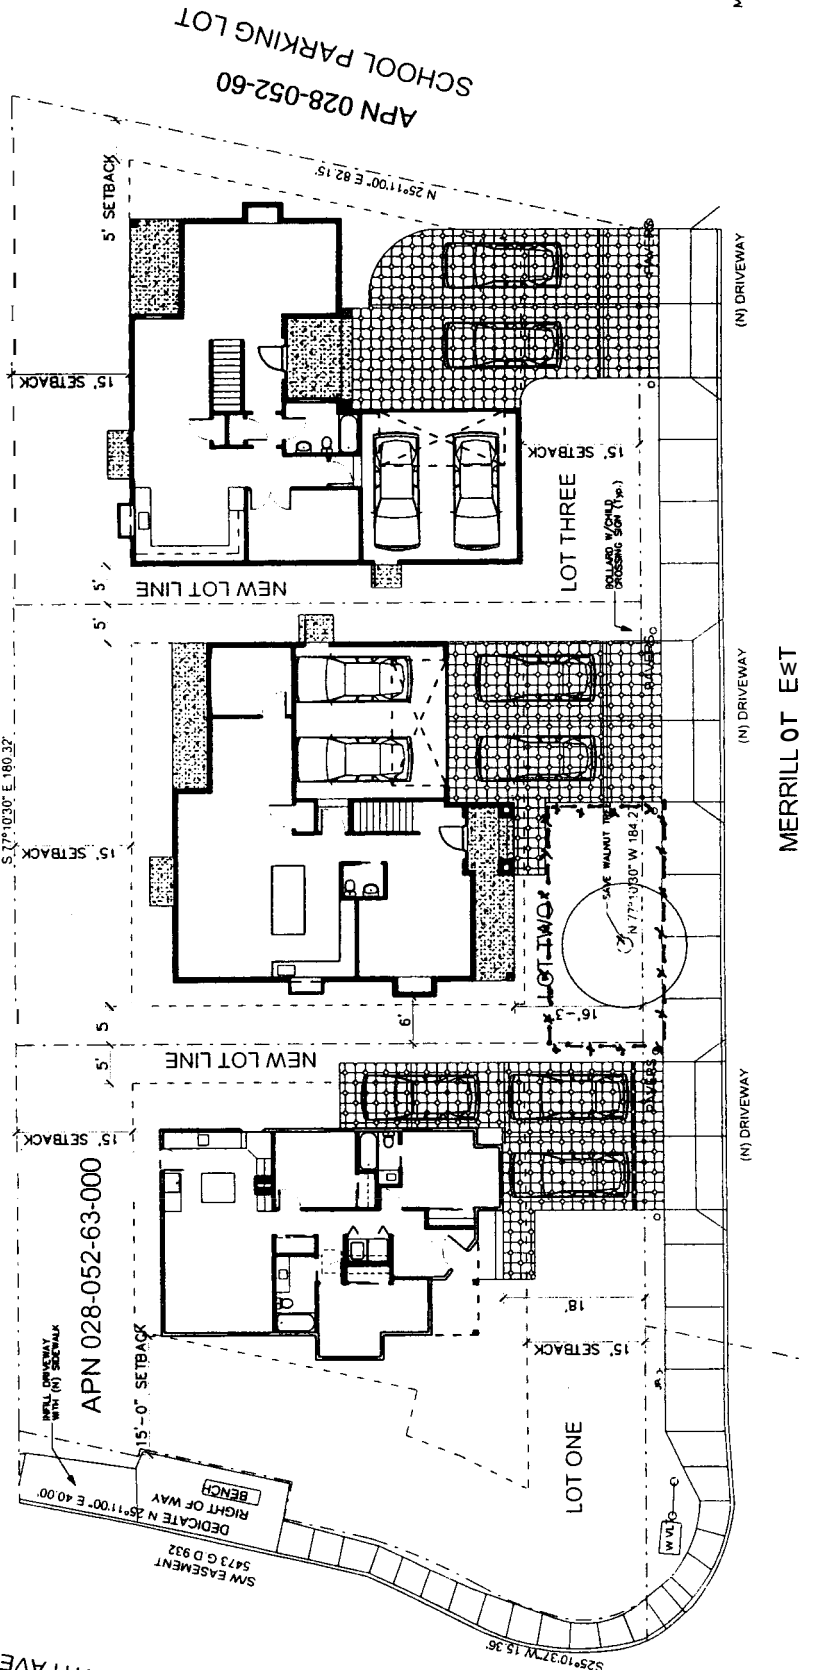 SCHOOL PARKING LOT
APN 028-052-60
N 25°11'00" E 82.15'
5' SETBACK
15' SETBACK
PAVERS
(N) DRIVEWAY
15' SETBACK
LOT THREE
BOLLARD W/CHILD
CROSSING SIGN (Typ.)
5'
NEW LOT LINE
5'
S 77°10'30" E 180.32'
15' SETBACK
PAVERS
(N) DRIVEWAY
MERRILL
SAVE WALNUT TREE
N 77°10'30" W 184.2
LOT TWO
16'-3
6'
5
NEW LOT LINE
5'
15' SETBACK
PAVERS
(N) DRIVEWAY
APN 028-052-63-000
INFILL DRIVEWAY
WITH (N) SIDEWALK
15'-0" SETBACK
18'
15' SETBACK
LOT ONE
BENCH
RIGHT OF WAY
DEDICATE N 25°11'00" E 40.00'
5473 G.D 932
S/W EASEMENT
W VLT
S25°10'37"W 15.36'
AVE